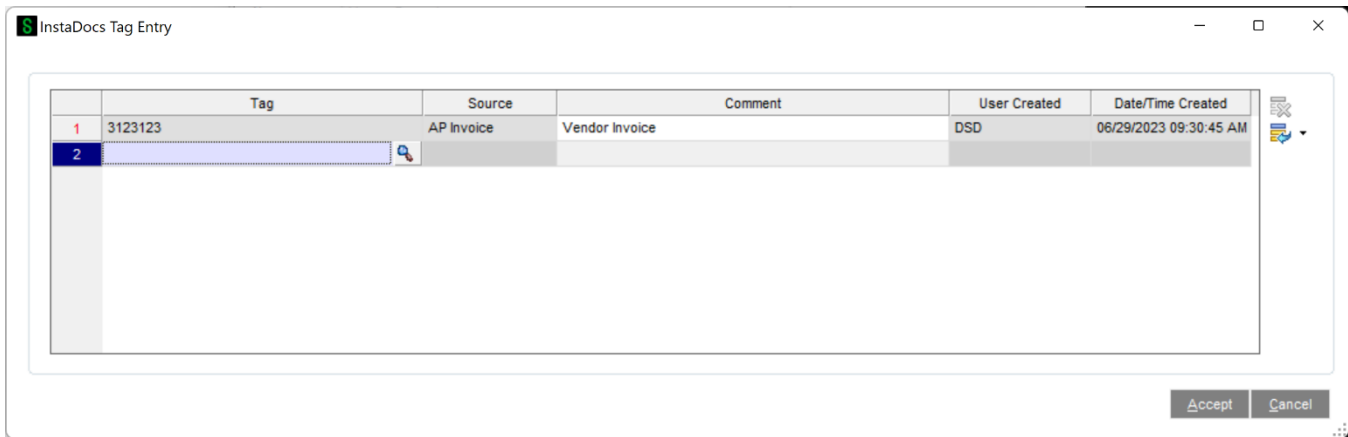 InstaDocs Tag Entry
Tag Source Comment User Created Date/Time Created
1 3123123 AP Invoice Vendor Invoice DSD 06/29/2023 09:30:45 AM
2
Accept Cancel